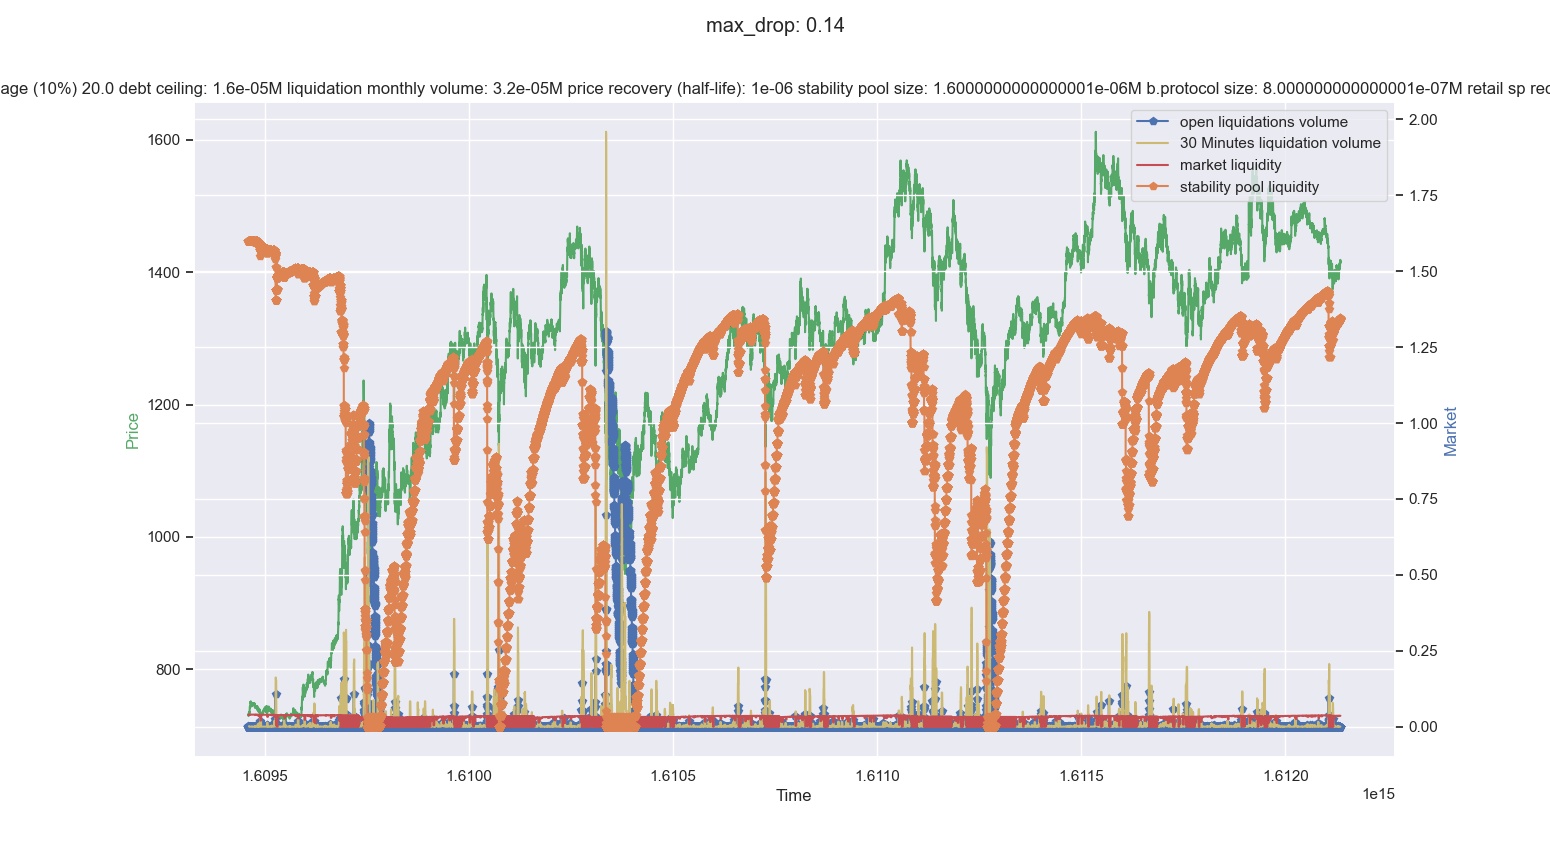 max_drop: 0.14
age (10%) 20.0 debt ceiling: 1.6e-05M liquidation monthly volume: 3.2e-05M price recovery (half-life): 1e-06 stability pool size: 1.6000000000000001e-06M b.protocol size: 8.000000000000001e-07M retail sp rec
open liquidations volume
30 Minutes liquidation volume
market liquidity
stability pool liquidity
1600
1400
1200
1000
800
Price
2.00
1.75
1.50
1.25
1.00
0.75
0.50
0.25
0.00
Market
1.6095 1.6100 1.6105 1.6110 1.6115 1.6120
Time
1e15